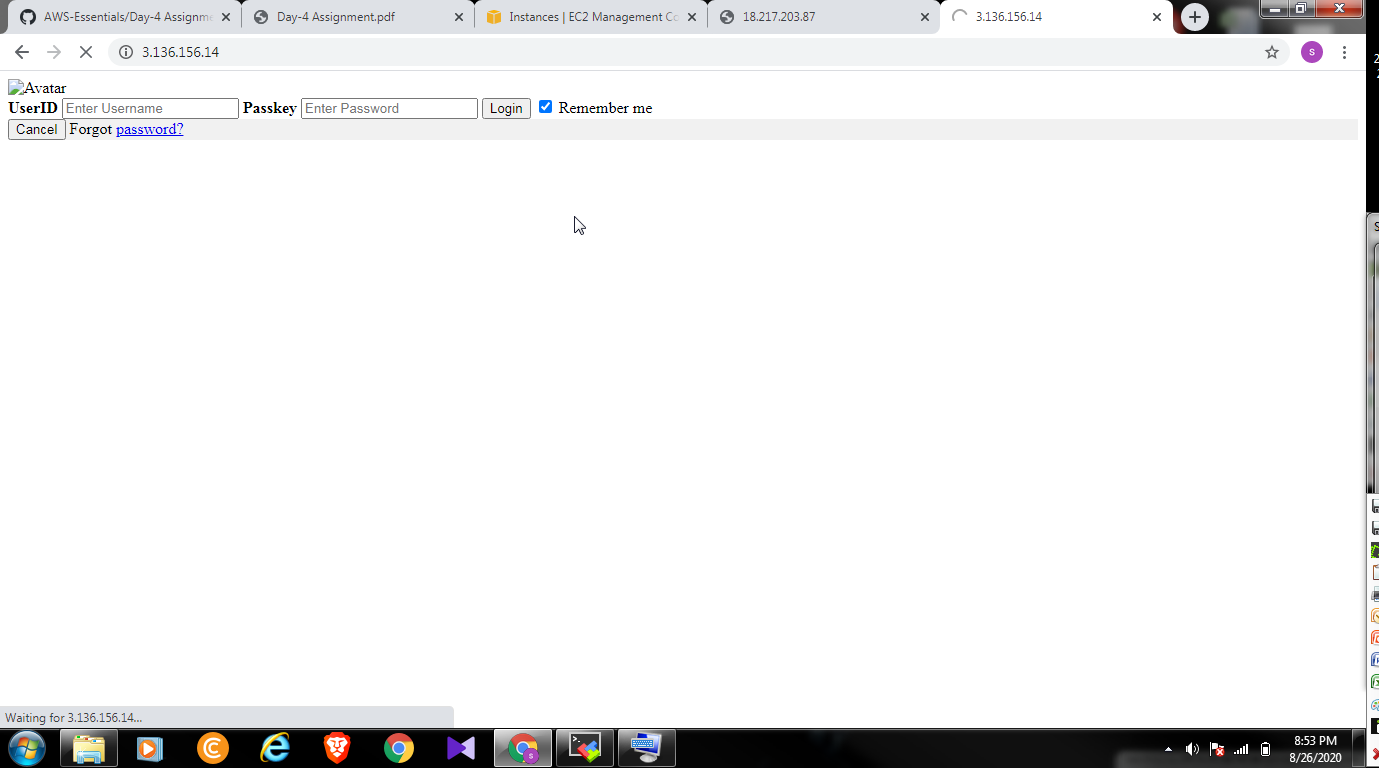 AWS-Essentials/Day-4 Assignme
Day-4 Assignment.pdf
Instances | EC2 Management Co
18.217.203.87
3.136.156.14
3.136.156.14
s
Avatar
UserID Enter Username Passkey Enter Password Login Remember me
Cancel Forgot password?
Waiting for 3.136.156.14...
8:53 PM
8/26/2020